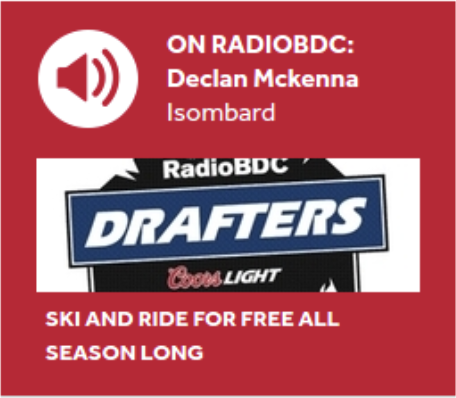 ON RADIOBDC:
Declan Mckenna
Isombard
RadioBDC
DRAFTERS
Coors LIGHT
SKI AND RIDE FOR FREE ALL
SEASON LONG